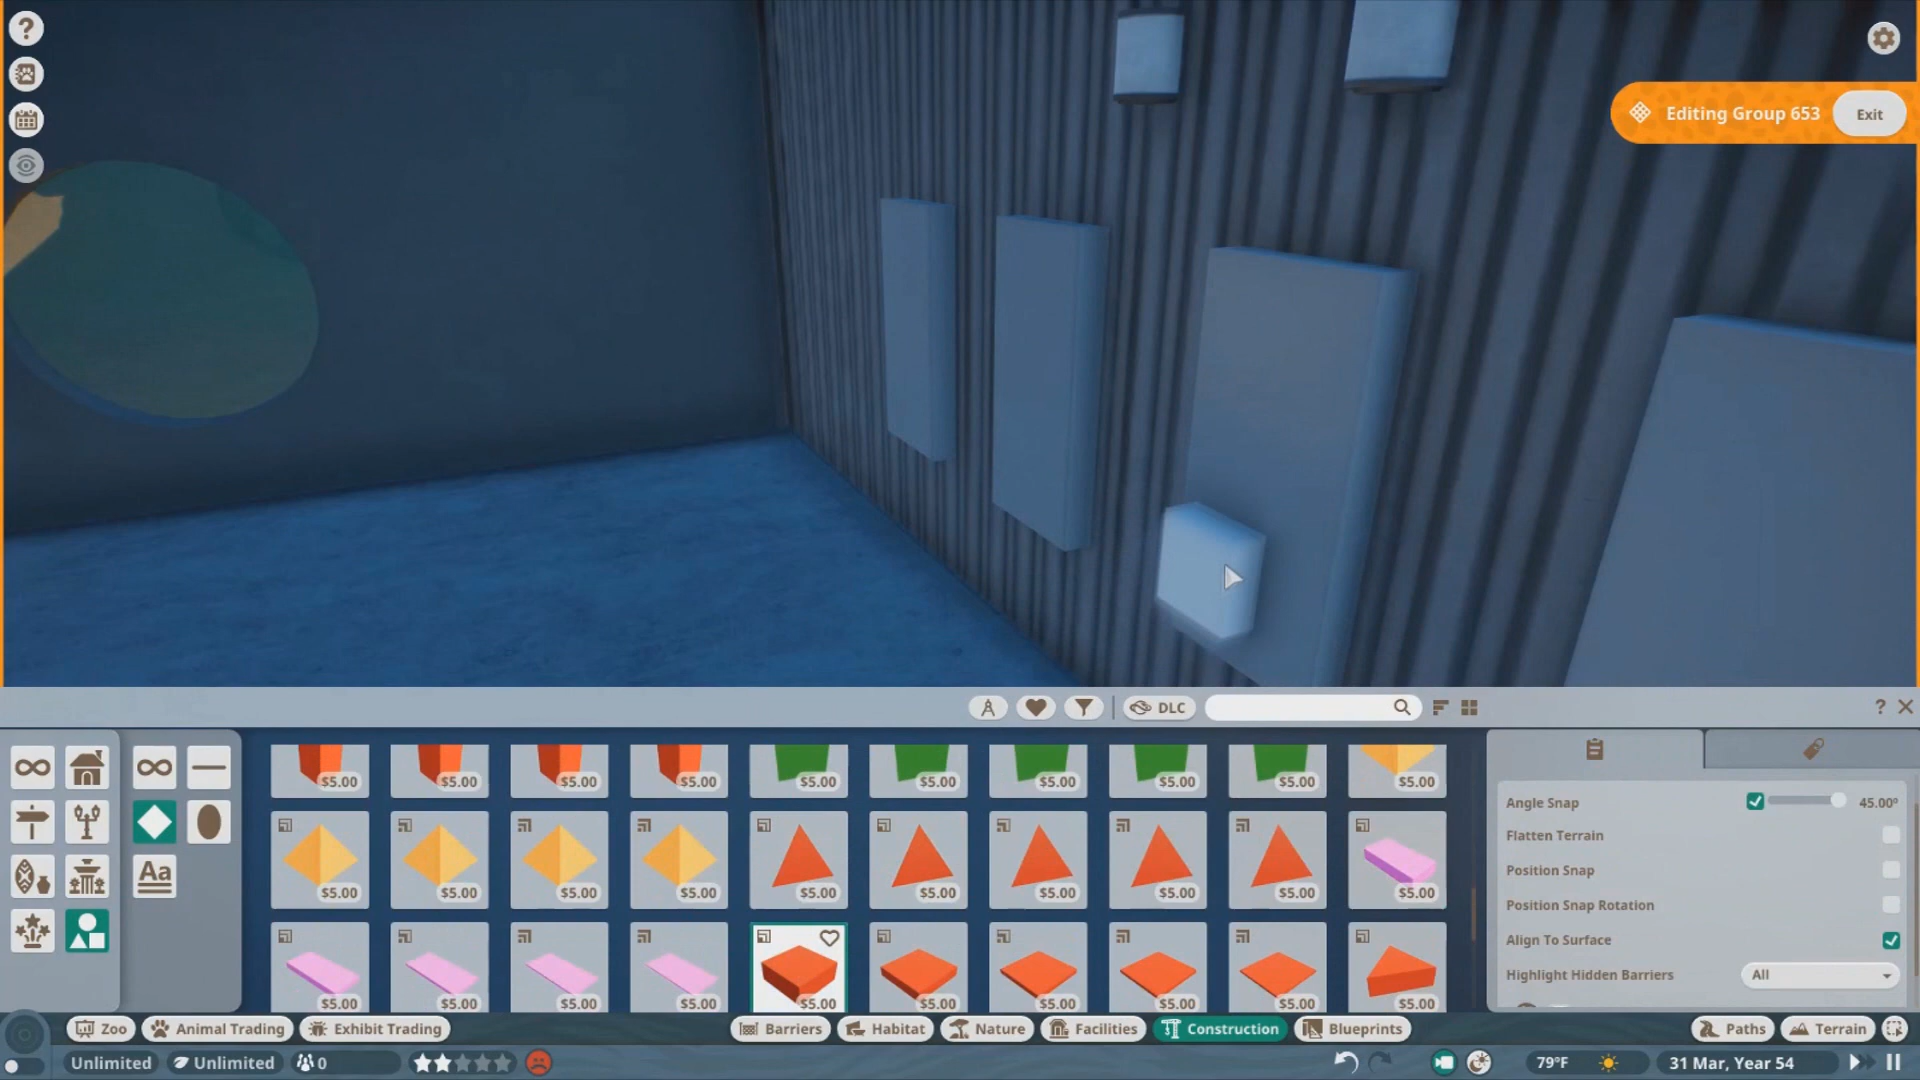 ?
Editing Group 653
Exit
DLC
?
$5.00 $5.00 $5.00 $5.00 $5.00 $5.00 $5.00 $5.00 $5.00 $5.00
$5.00 $5.00 $5.00 $5.00 $5.00 $5.00 $5.00 $5.00 $5.00 $5.00
$5.00 $5.00 $5.00 $5.00 $5.00 $5.00 $5.00 $5.00 $5.00 $5.00
Aa
Angle Snap 45.00º
Flatten Terrain
Position Snap
Position Snap Rotation
Align To Surface
Highlight Hidden Barriers All
Zoo Animal Trading Exhibit Trading Barriers Habitat Nature Facilities Construction Blueprints Paths Terrain
Unlimited Unlimited 0 79°F 31 Mar, Year 54